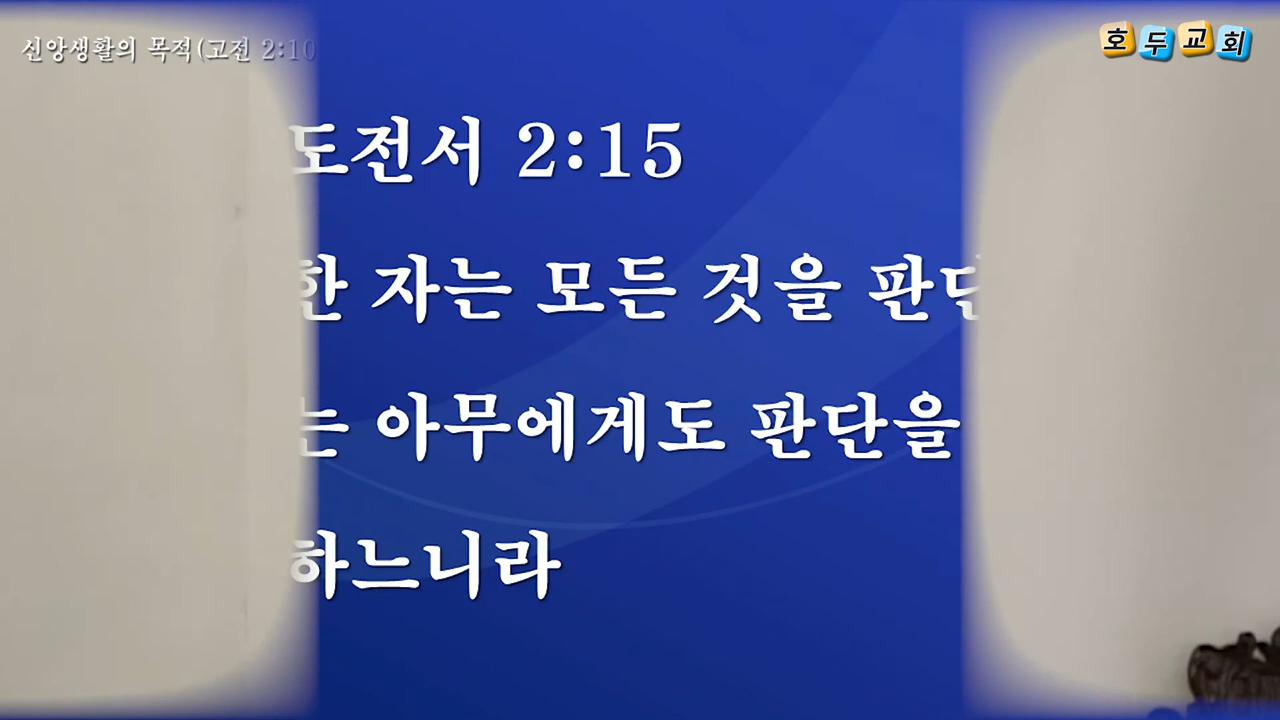 신앙생활의 목적(고전 2:10
호두교회
도전서 2:15
한 자는 모든 것을 판단
는 아무에게도 판단을
하느니라